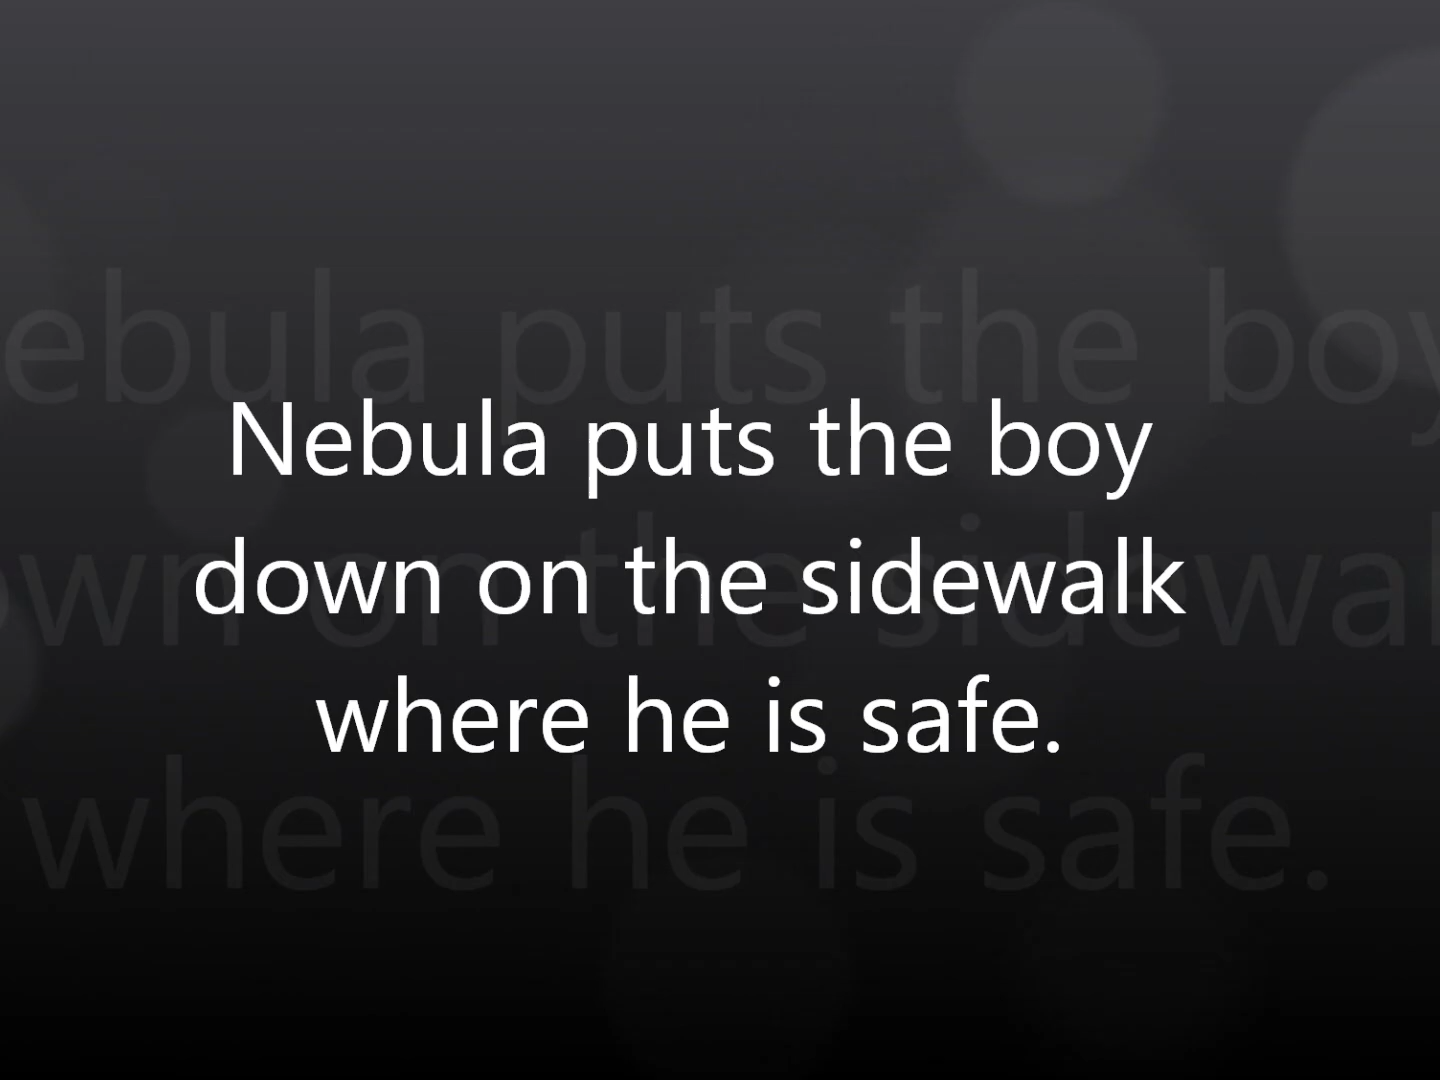 Nebula puts the boy
down on the sidewalk
where he is safe.